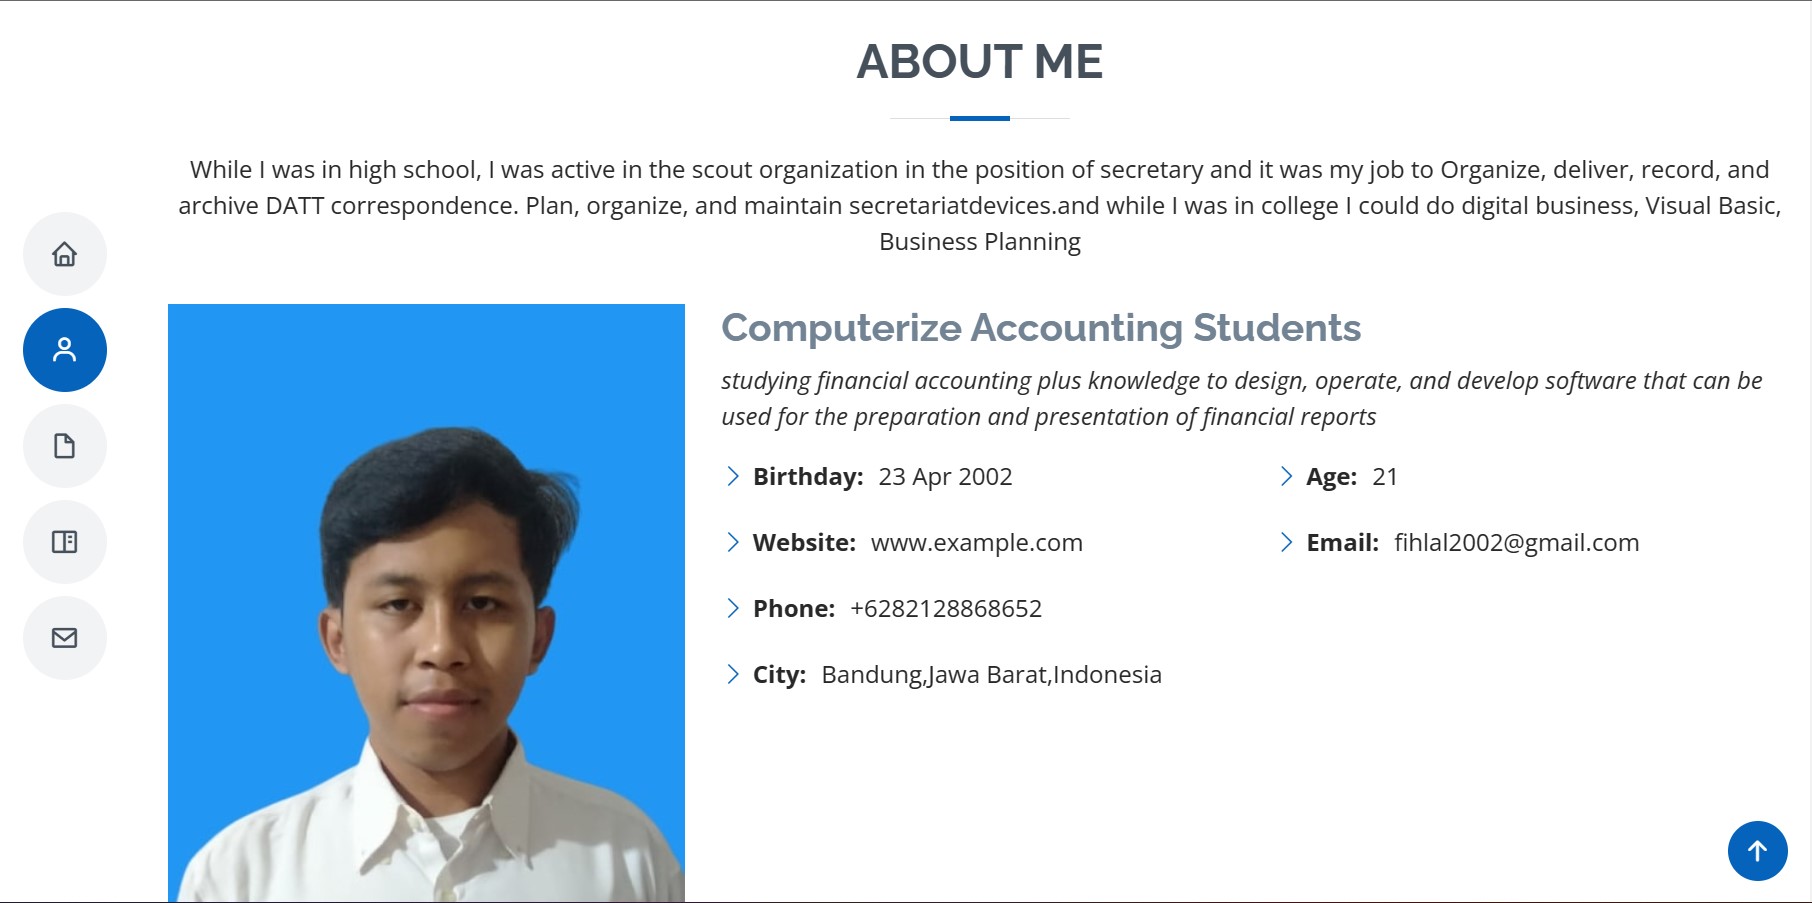 ABOUT ME
While I was in high school, I was active in the scout organization in the position of secretary and it was my job to Organize, deliver, record, and
archive DATT correspondence. Plan, organize, and maintain secretariatdevices.and while I was in college I could do digital business, Visual Basic,
Business Planning
Computerize Accounting Students
studying financial accounting plus knowledge to design, operate, and develop software that can be
used for the preparation and presentation of financial reports
Birthday: 23 Apr 2002
Age: 21
Website: www.example.com
Email: fihlal2002@gmail.com
Phone: +6282128868652
City: Bandung,Jawa Barat,Indonesia